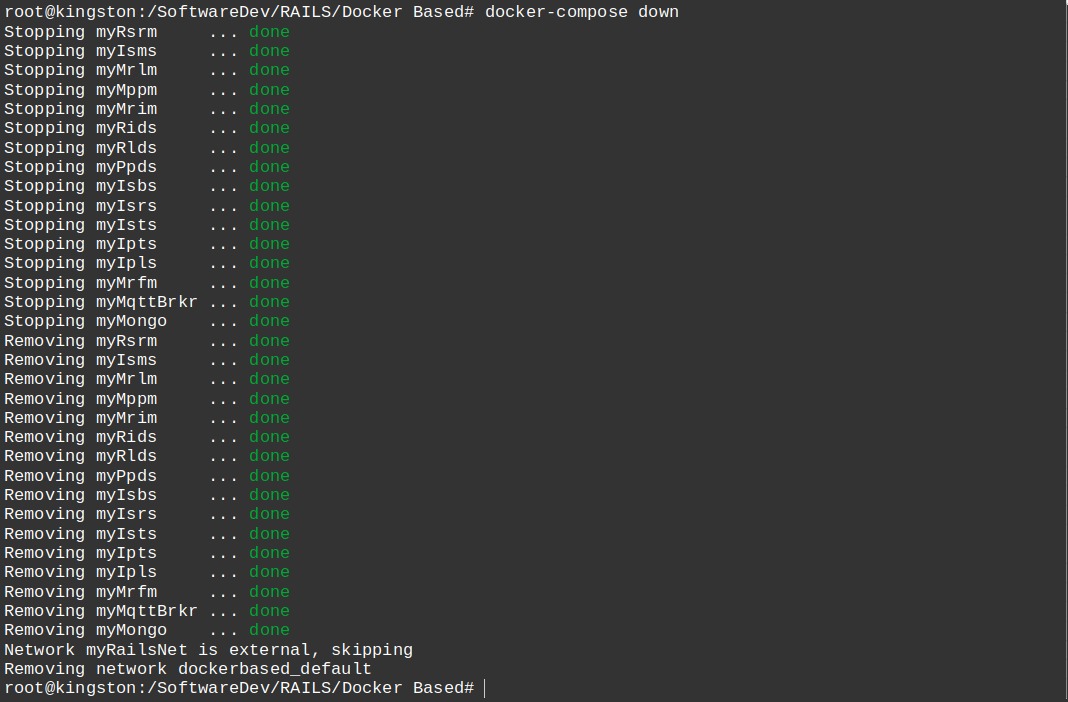 root@kingston:/SoftwareDev/RAILS/Docker Based# docker-compose down
Stopping myRsrm     ... done
Stopping myIsms     ... done
Stopping myMrlm     ... done
Stopping myMppm     ... done
Stopping myMrim     ... done
Stopping myRids     ... done
Stopping myRlds     ... done
Stopping myPpds     ... done
Stopping myIsbs     ... done
Stopping myIsrs     ... done
Stopping myIsts     ... done
Stopping myIpts     ... done
Stopping myIpls     ... done
Stopping myMrfm     ... done
Stopping myMqttBrkr ... done
Stopping myMongo    ... done
Removing myRsrm     ... done
Removing myIsms     ... done
Removing myMrlm     ... done
Removing myMppm     ... done
Removing myMrim     ... done
Removing myRids     ... done
Removing myRlds     ... done
Removing myPpds     ... done
Removing myIsbs     ... done
Removing myIsrs     ... done
Removing myIsts     ... done
Removing myIpts     ... done
Removing myIpls     ... done
Removing myMrfm     ... done
Removing myMqttBrkr ... done
Removing myMongo    ... done
Network myRailsNet is external, skipping
Removing network dockerbased_default
root@kingston:/SoftwareDev/RAILS/Docker Based#